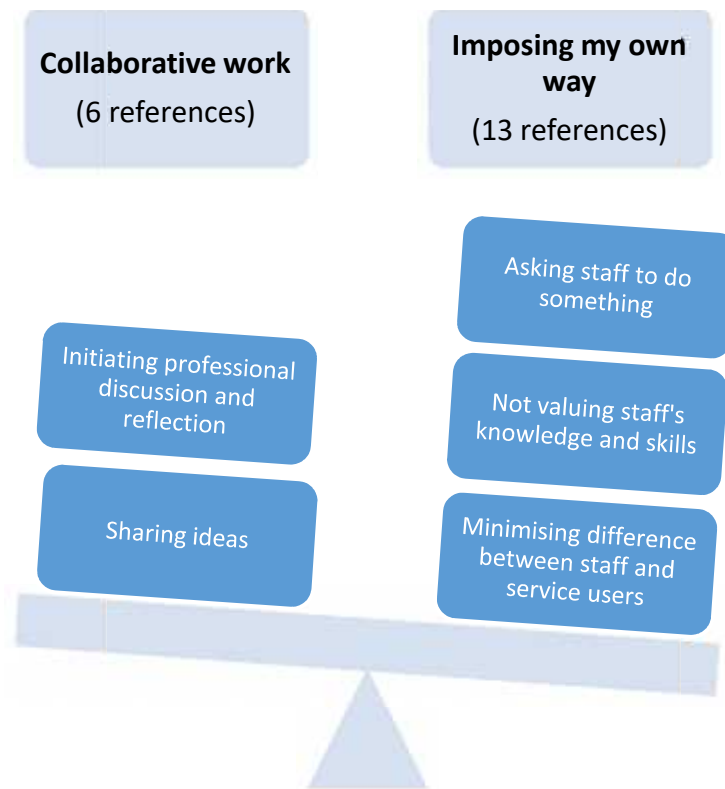 Collaborative work
(6 references)
Imposing my own
way
(13 references)
Initiating professional
discussion and
reflection
Sharing ideas
Asking staff to do
something
Not valuing staff's
knowledge and skills
Minimising difference
between staff and
service users